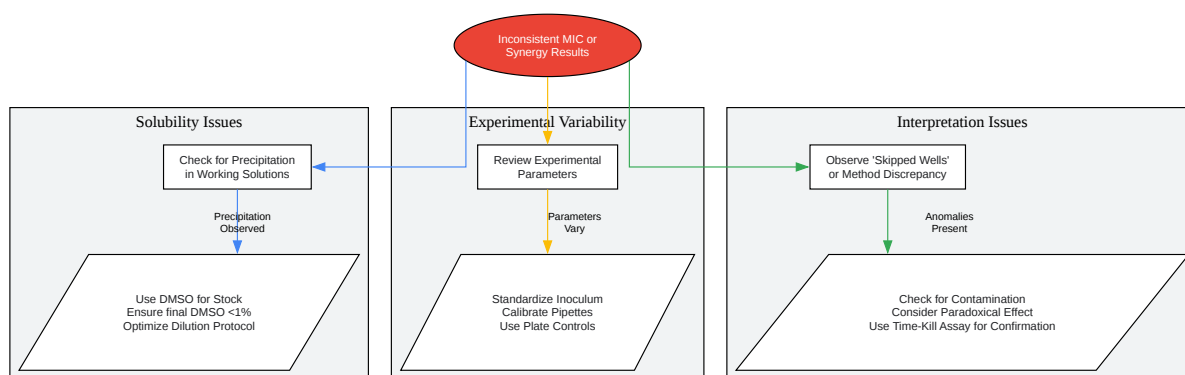 Inconsistent MIC or
Synergy Results
Solubility Issues
Check for Precipitation
in Working Solutions
Precipitation
Observed
Use DMSO for Stock
Ensure final DMSO <1%
Optimize Dilution Protocol
Experimental Variability
Review Experimental
Parameters
Parameters
Vary
Standardize Inoculum
Calibrate Pipettes
Use Plate Controls
Interpretation Issues
Observe 'Skipped Wells'
or Method Discrepancy
Anomalies
Present
Check for Contamination
Consider Paradoxical Effect
Use Time-Kill Assay for Confirmation